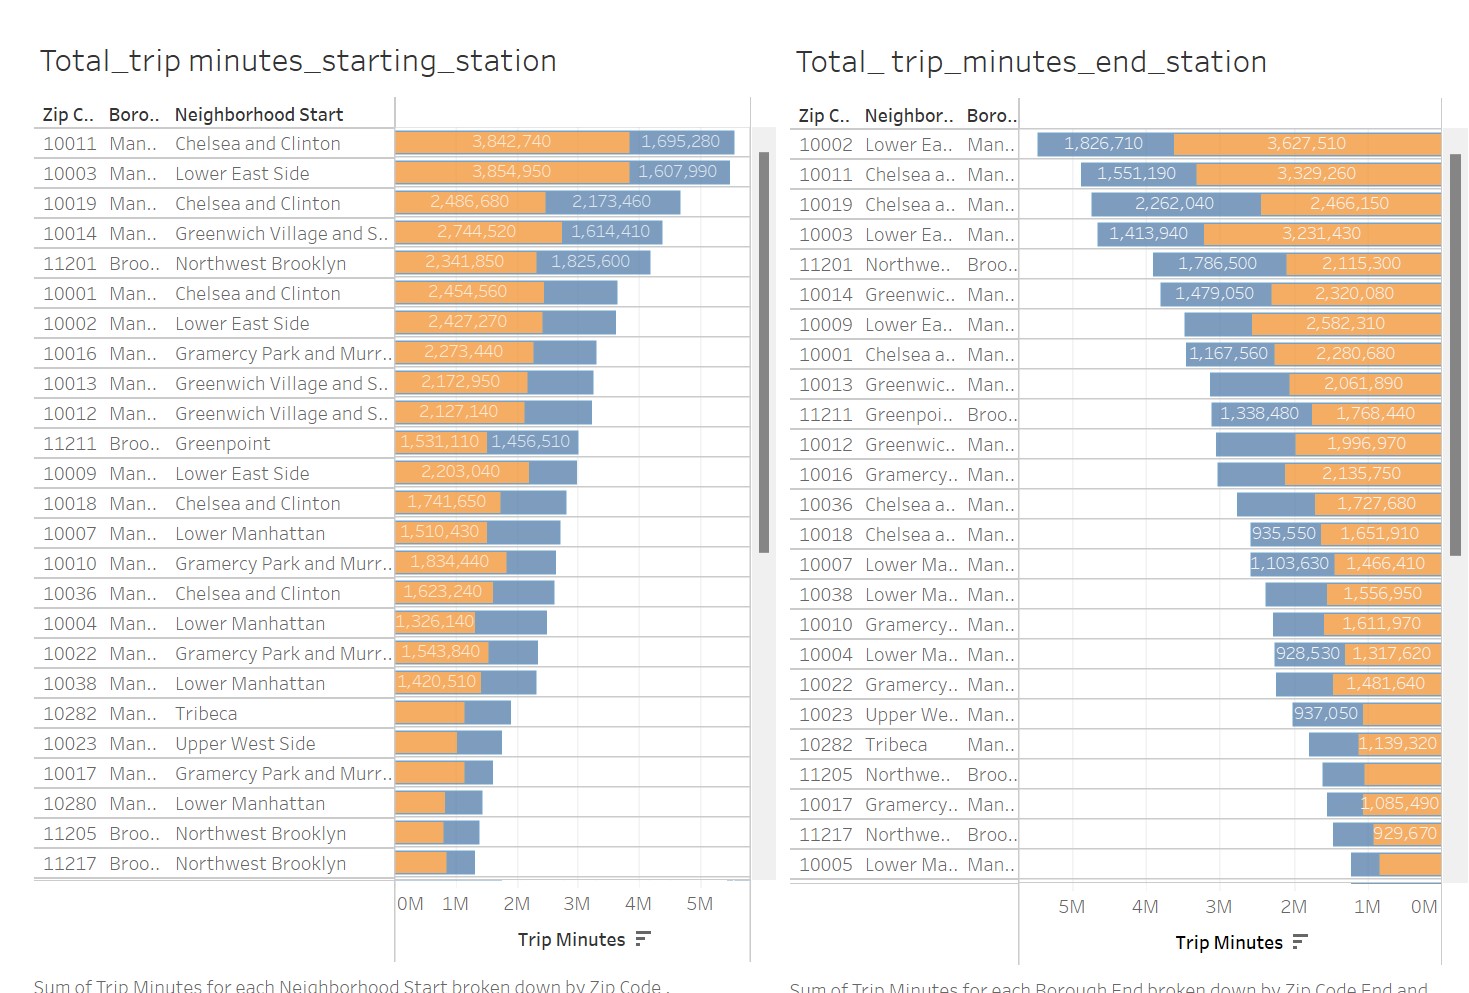 Total_trip minutes_starting_station
Zip C.. Boro.. Neighborhood Start
10011 Man.. Chelsea and Clinton 3,842,740 1,695,280
10003 Man.. Lower East Side 3,854,950 1,607,990
10019 Man.. Chelsea and Clinton 2,486,680 2,173,460
10014 Man.. Greenwich Village and S.. 2,744,520 1,614,410
11201 Broo.. Northwest Brooklyn 2,341,850 1,825,600
10001 Man.. Chelsea and Clinton 2,454,560
10002 Man.. Lower East Side 2,427,270
10016 Man.. Gramercy Park and Murr.. 2,273,440
10013 Man.. Greenwich Village and S.. 2,172,950
10012 Man.. Greenwich Village and S.. 2,127,140
11211 Broo.. Greenpoint 1,531,110 1,456,510
10009 Man.. Lower East Side 2,203,040
10018 Man.. Chelsea and Clinton 1,741,650
10007 Man.. Lower Manhattan 1,510,430
10010 Man.. Gramercy Park and Murr.. 1,834,440
10036 Man.. Chelsea and Clinton 1,623,240
10004 Man.. Lower Manhattan 1,326,140
10022 Man.. Gramercy Park and Murr.. 1,543,840
10038 Man.. Lower Manhattan 1,420,510
10282 Man.. Tribeca
10023 Man.. Upper West Side
10017 Man.. Gramercy Park and Murr..
10280 Man.. Lower Manhattan
11205 Broo.. Northwest Brooklyn
11217 Broo.. Northwest Brooklyn
0M 1M 2M 3M 4M 5M
Trip Minutes
Sum of Trip Minutes for each Neighborhood Start broken down by Zip Code .
Total_ trip_minutes_end_station
Zip C.. Neighbor.. Boro..
10002 Lower Ea.. Man.. 1,826,710 3,627,510
10011 Chelsea a.. Man.. 1,551,190 3,329,260
10019 Chelsea a.. Man.. 2,262,040 2,466,150
10003 Lower Ea.. Man.. 1,413,940 3,231,430
11201 Northwe.. Broo.. 1,786,500 2,115,300
10014 Greenwic.. Man.. 1,479,050 2,320,080
10009 Lower Ea.. Man.. 2,582,310
10001 Chelsea a.. Man.. 1,167,560 2,280,680
10013 Greenwic.. Man.. 2,061,890
11211 Greenpoi.. Broo.. 1,338,480 1,768,440
10012 Greenwic.. Man.. 1,996,970
10016 Gramercy.. Man.. 2,135,750
10036 Chelsea a.. Man.. 1,727,680
10018 Chelsea a.. Man.. 935,550 1,651,910
10007 Lower Ma.. Man.. 1,103,630 1,466,410
10038 Lower Ma.. Man.. 1,556,950
10010 Gramercy.. Man.. 1,611,970
10004 Lower Ma.. Man.. 928,530 1,317,620
10022 Gramercy.. Man.. 1,481,640
10023 Upper We.. Man.. 937,050
10282 Tribeca Man.. 1,139,320
11205 Northwe.. Broo..
10017 Gramercy.. Man.. 1,085,490
11217 Northwe.. Broo.. 929,670
10005 Lower Ma.. Man..
5M 4M 3M 2M 1M 0M
Trip Minutes
Sum of Trip Minutes for each Borough End broken down by Zip Code End and